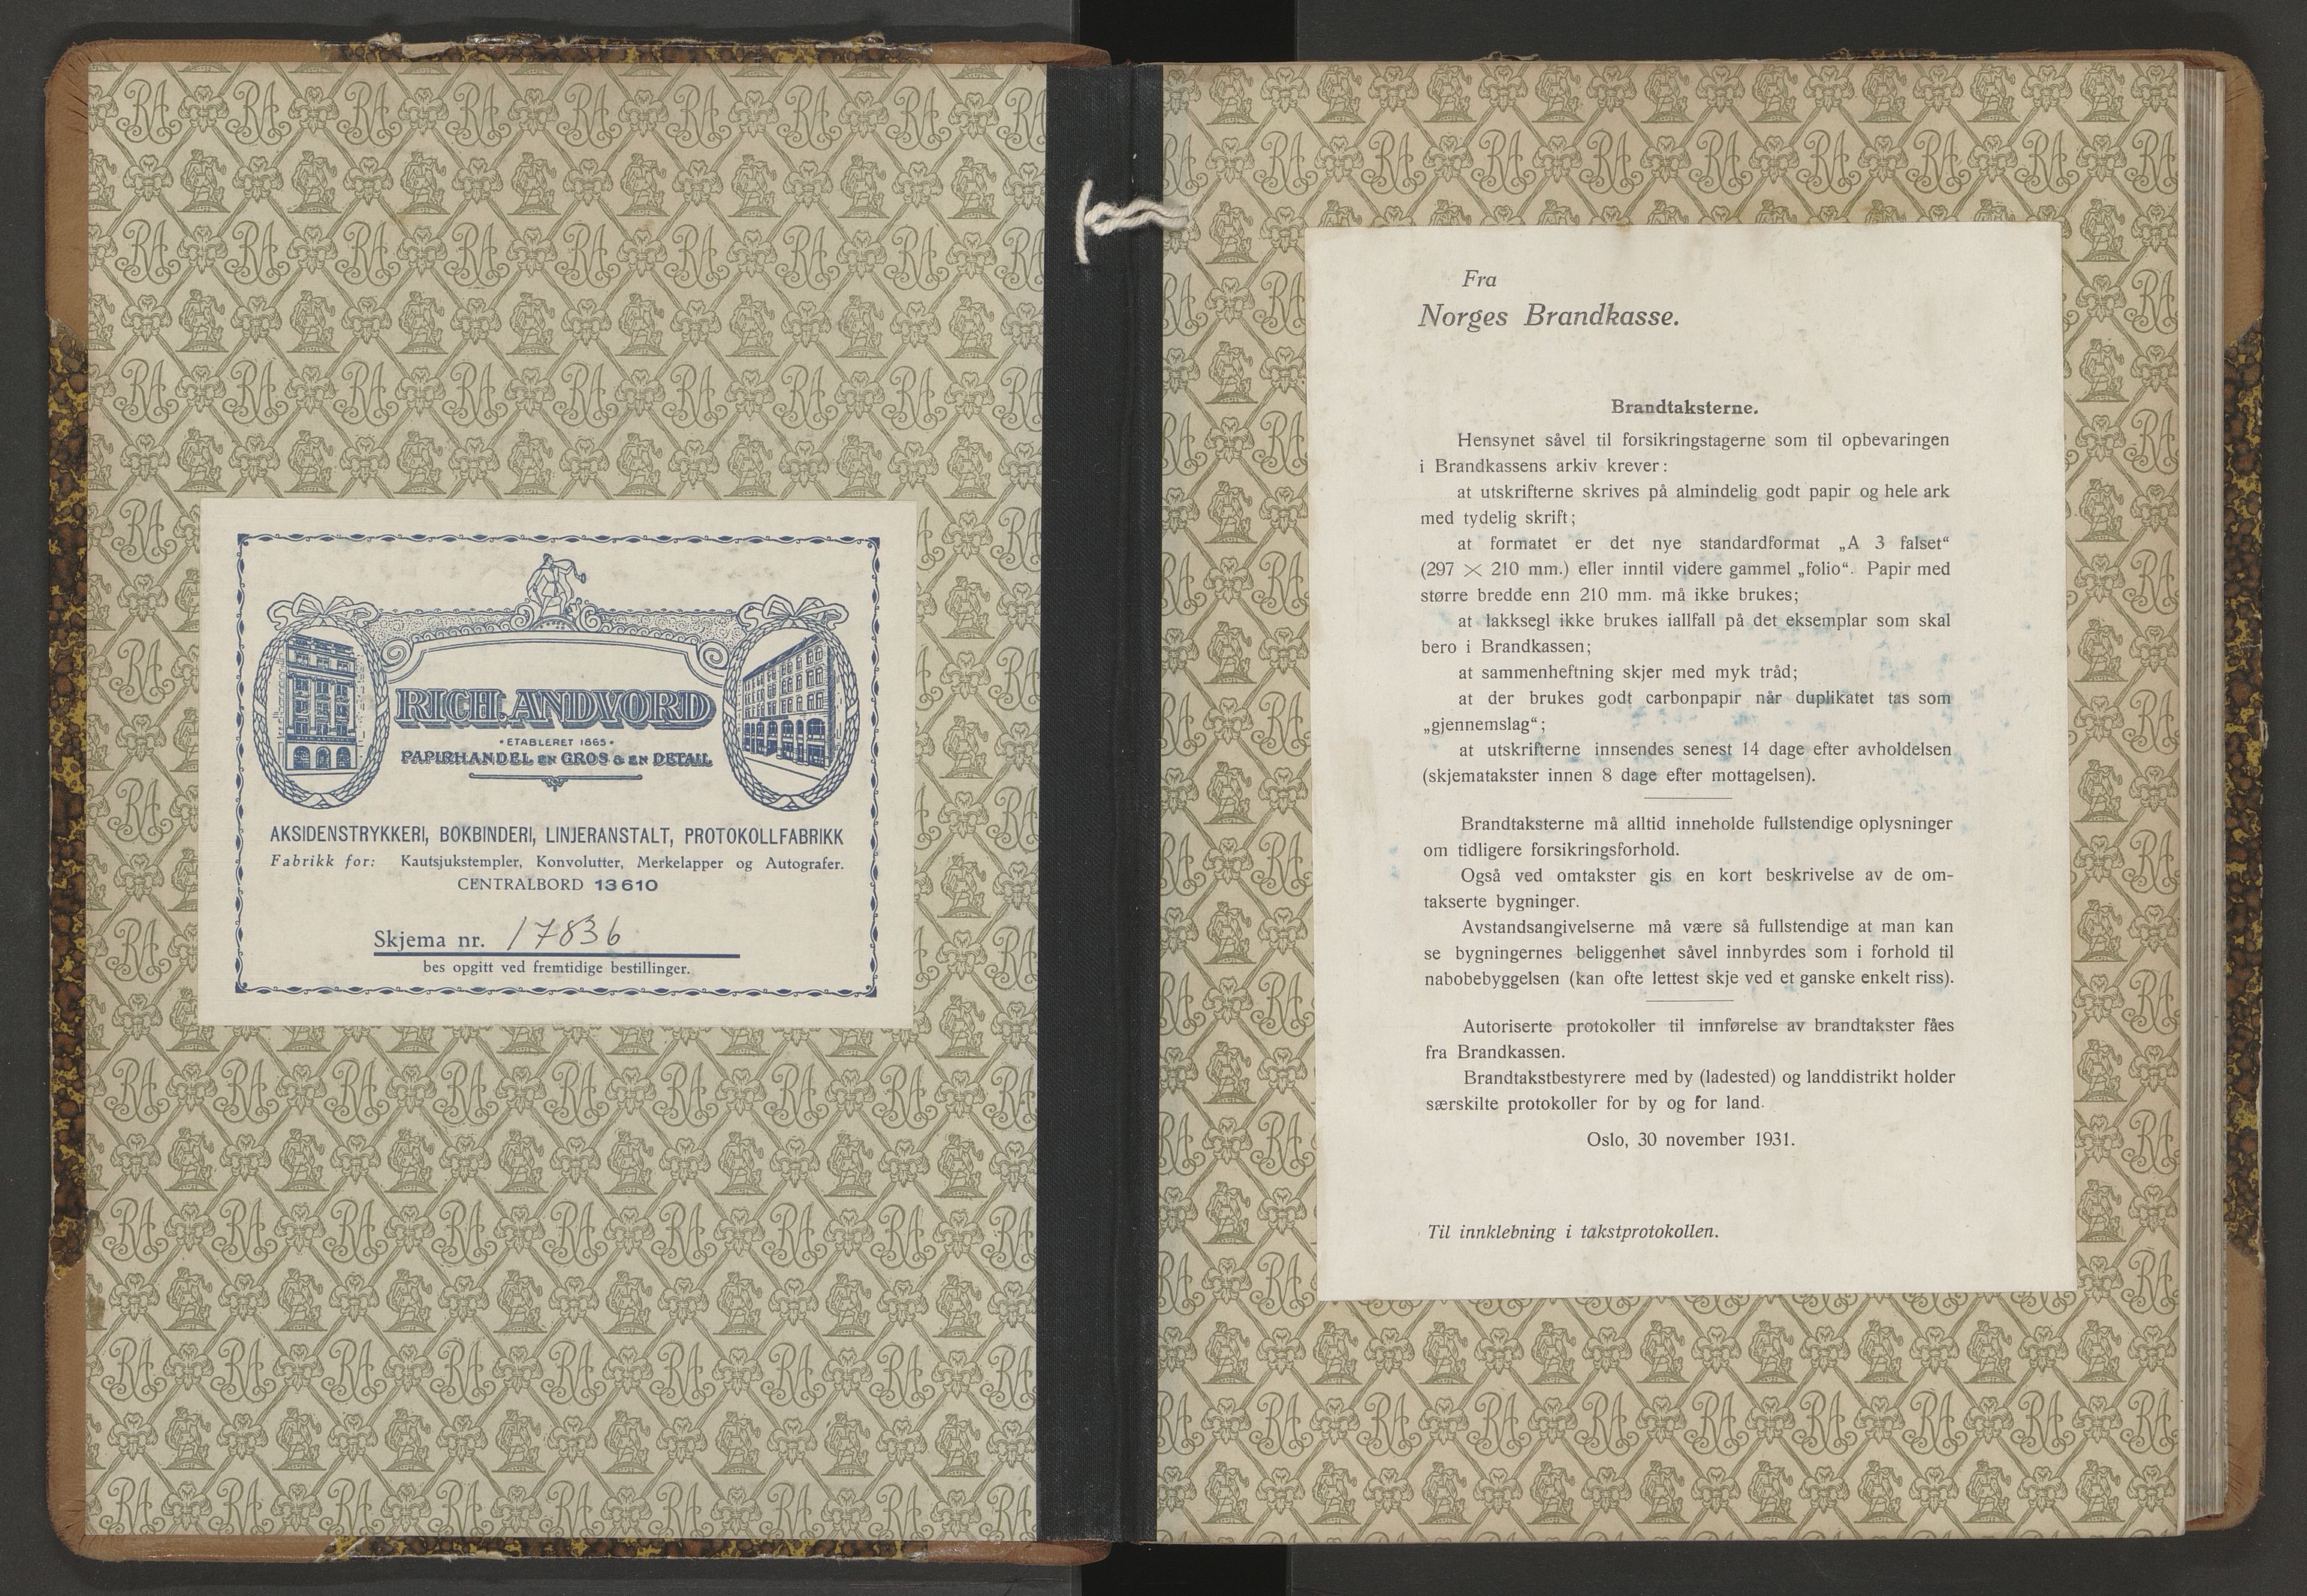 RICH. ANDVORD
• ETABLERET 1865 •
PAPIRHANDEL EN GROS & EN DETAIL
AKSIDENSTRYKKERI, BOKBINDERI, LINJERANSTALT, PROTOKOLLFABRIKK
Fabrikk for: Kautsjukstempler, Konvolutter, Merkelapper og Autografer.
CENTRALBORD 13610
Skjema nr. 17836
bes opgitt ved fremtidige bestillinger.
Fra
Norges Brandkasse.
Brandtaksterne.
Hensynet såvel til forsikringstagerne som til opbevaringen
i Brandkassens arkiv krever:
at utskrifterne skrives på almindelig godt papir og hele ark
med tydelig skrift;
at formatet er det nye standardformat „A 3 falset“
(297 × 210 mm.) eller inntil videre gammel „folio“. Papir med
større bredde enn 210 mm. må ikke brukes;
at lakksegl ikke brukes iallfall på det eksemplar som skal
bero i Brandkassen;
at sammenheftning skjer med myk tråd;
at der brukes godt carbonpapir når duplikatet tas som
„gjennemslag“;
at utskrifterne innsendes senest 14 dage efter avholdelsen
(skjematakster innen 8 dage efter mottagelsen).
Brandtaksterne må alltid inneholde fullstendige oplysninger
om tidligere forsikringsforhold.
Også ved omtakster gis en kort beskrivelse av de om-
takserte bygninger.
Avstandsangivelserne må være så fullstendige at man kan
se bygningernes beliggenhet såvel innbyrdes som i forhold til
nabobebyggelsen (kan ofte lettest skje ved et ganske enkelt riss).
Autoriserte protokoller til innførelse av brandtakster fåes
fra Brandkassen.
Brandtakstbestyrere med by (ladested) og landdistrikt holder
særskilte protokoller for by og for land.
Oslo, 30 november 1931.
Til innklebning i takstprotokollen.